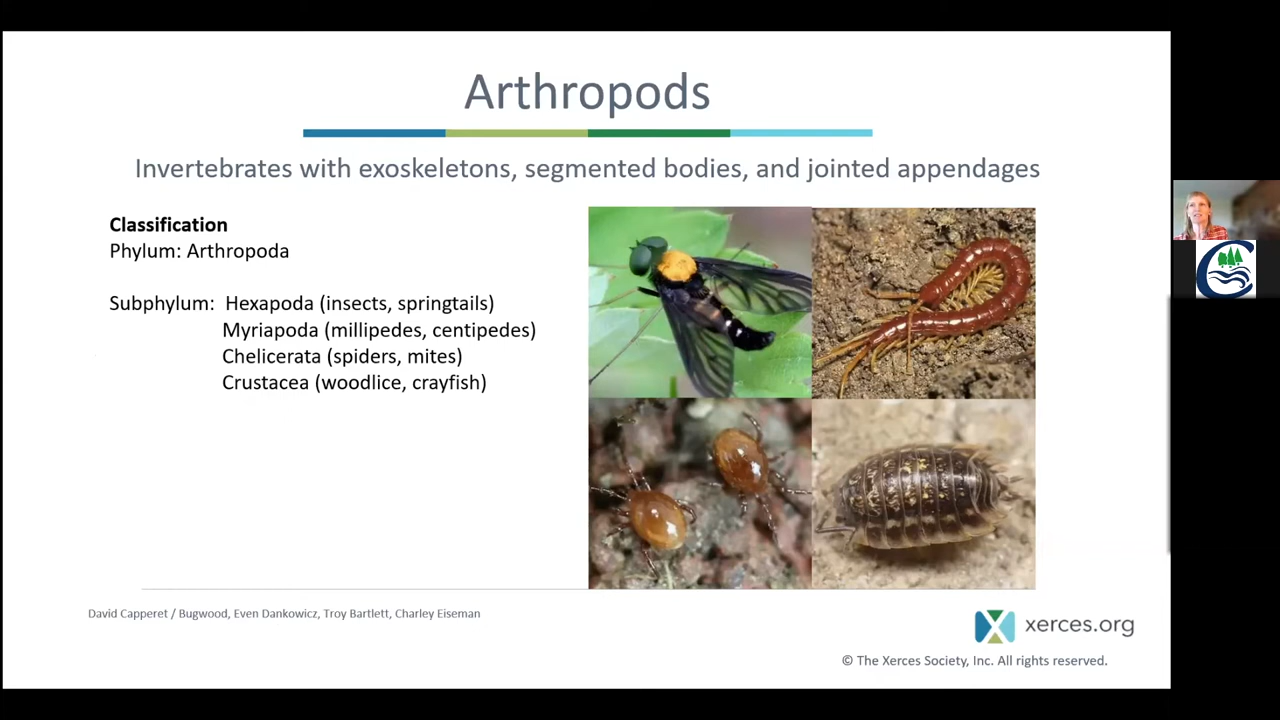 Arthropods
Invertebrates with exoskeletons, segmented bodies, and jointed appendages
Classification
Phylum: Arthropoda
Subphylum: Hexapoda (insects, springtails)
Myriapoda (millipedes, centipedes)
Chelicerata (spiders, mites)
Crustacea (woodlice, crayfish)
David Capperet / Bugwood, Even Dankowicz, Troy Bartlett, Charley Eiseman
xerces.org
© The Xerces Society, Inc. All rights reserved.